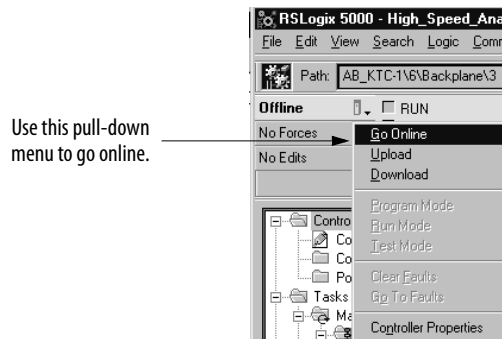 RSLogix 5000 - High_Speed_Ana
File Edit View Search Logic Comm
Path: AB_KTC-1\6\Backplane\3
Offline RUN
No Forces
No Edits
Go Online
Upload
Download
Program Mode
Run Mode
Test Mode
Clear Faults
Go To Faults
Controller Properties
Use this pull-down
menu to go online.
Contro
Co
Co
Po
Tasks
Ma